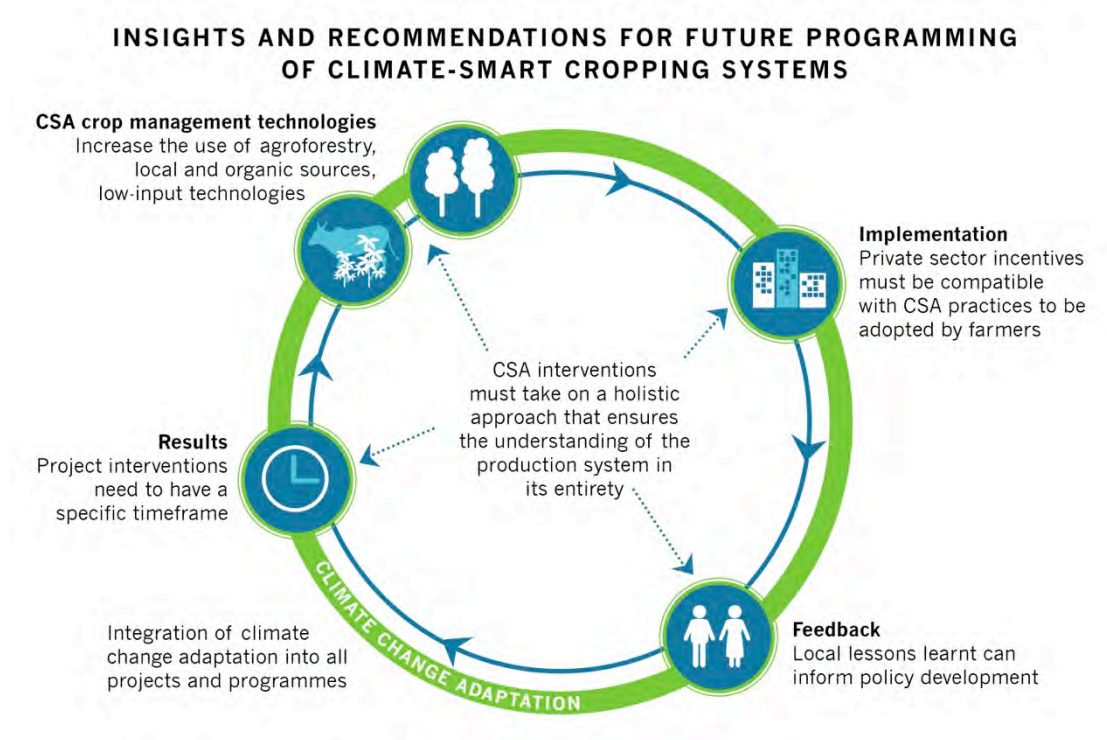 INSIGHTS AND RECOMMENDATIONS FOR FUTURE PROGRAMMING
OF CLIMATE-SMART CROPPING SYSTEMS
CSA crop management technologies
Increase the use of agroforestry,
local and organic sources,
low-input technologies
Implementation
Private sector incentives
must be compatible
with CSA practices to be
adopted by farmers
CSA interventions
must take on a holistic
approach that ensures
the understanding of the
production system in
its entirety
Results
Project interventions
need to have a
specific timeframe
Feedback
Local lessons learnt can
inform policy development
Integration of climate
change adaptation into all
projects and programmes
CLIMATE CHANGE ADAPTATION